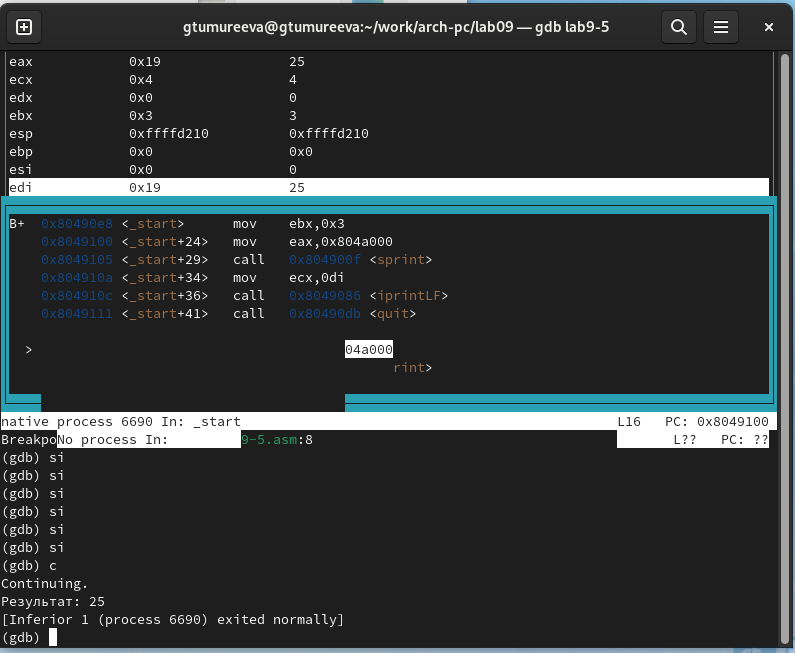 gtumureeva@gtumureeva:~/work/arch-pc/lab09 — gdb lab9-5
eax 0x19 25
ecx 0x4 4
edx 0x0 0
ebx 0x3 3
esp 0xffffd210 0xffffd210
ebp 0x0 0x0
esi 0x0 0
edi 0x19 25
B+ 0x80490e8 <_start> mov ebx,0x3
0x8049100 <_start+24> mov eax,0x804a000
0x8049105 <_start+29> call 0x804900f <sprint>
0x804910a <_start+34> mov ecx,0di
0x804910c <_start+36> call 0x8049086 <iprintLF>
0x8049111 <_start+41> call 0x80490db <quit>
> 04a000
rint>
native process 6690 In: _start L16 PC: 0x8049100
BreakpoNo process In: 9-5.asm:8 L?? PC: ??
(gdb) si
(gdb) si
(gdb) si
(gdb) si
(gdb) si
(gdb) si
(gdb) c
Continuing.
Результат: 25
[Inferior 1 (process 6690) exited normally]
(gdb)